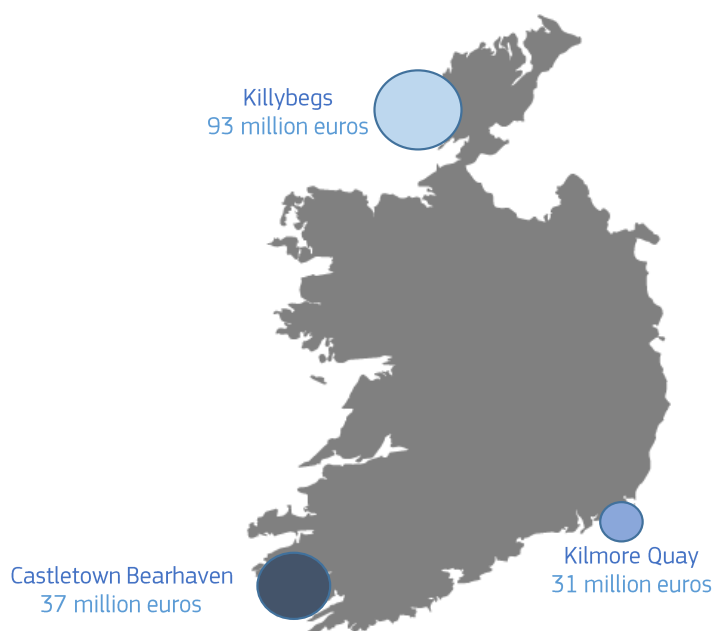 Killybegs
93 million euros
Castletown Bearhaven
37 million euros
Kilmore Quay
31 million euros